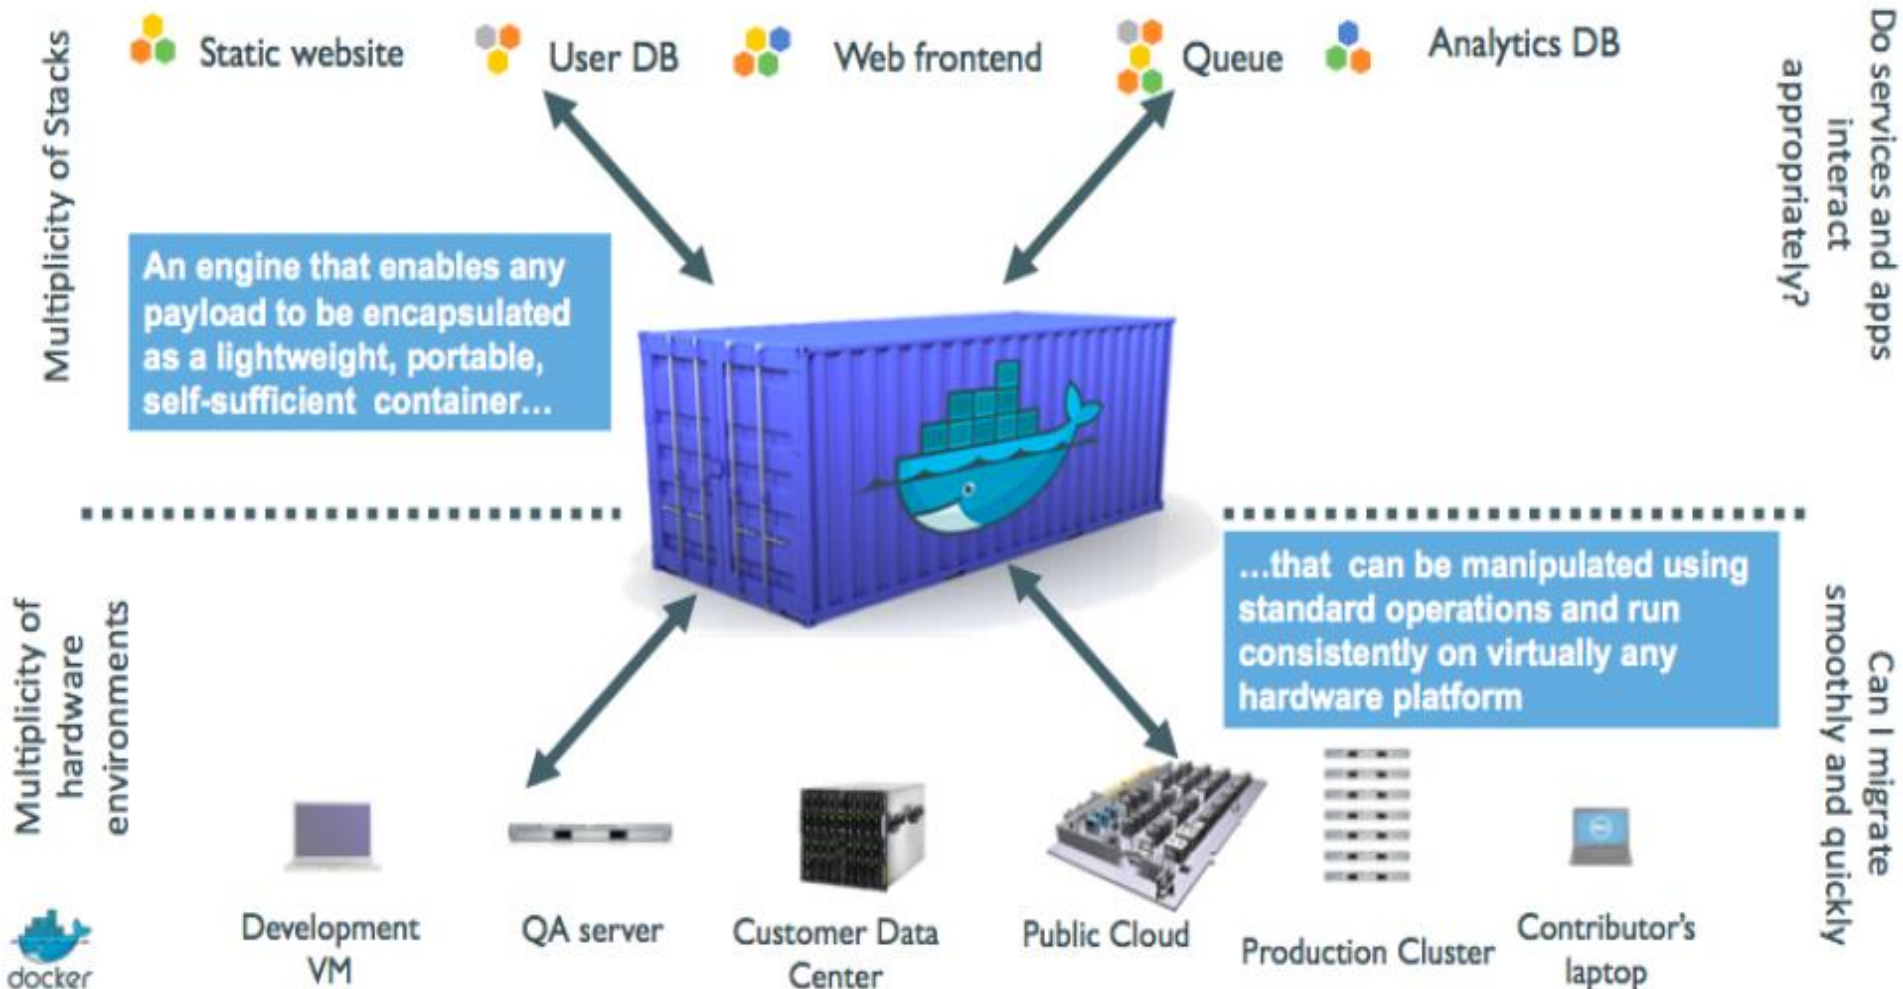 Multiplicity of Stacks
Static website
User DB
Web frontend
Queue
Analytics DB
Do services and apps
interact
appropriately?
An engine that enables any
payload to be encapsulated
as a lightweight, portable,
self-sufficient container...
...that can be manipulated using
standard operations and run
consistently on virtually any
hardware platform
Multiplicity of
hardware
environments
Can I migrate
smoothly and quickly
Development
VM
QA server
Customer Data
Center
Public Cloud
Production Cluster
Contributor's
laptop
docker